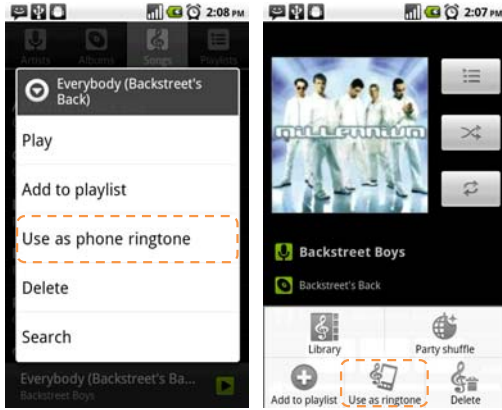 2:08 PM
Artists
Albums
Songs
Playlists
Everybody (Backstreet's
Back)
Play
Add to playlist
Use as phone ringtone
Delete
Search
Everybody (Backstreet's Ba...
Backstreet Boys
2:07 PM
millennium
Backstreet Boys
Backstreet's Back
Library
Party shuffle
Add to playlist
Use as ringtone
Delete